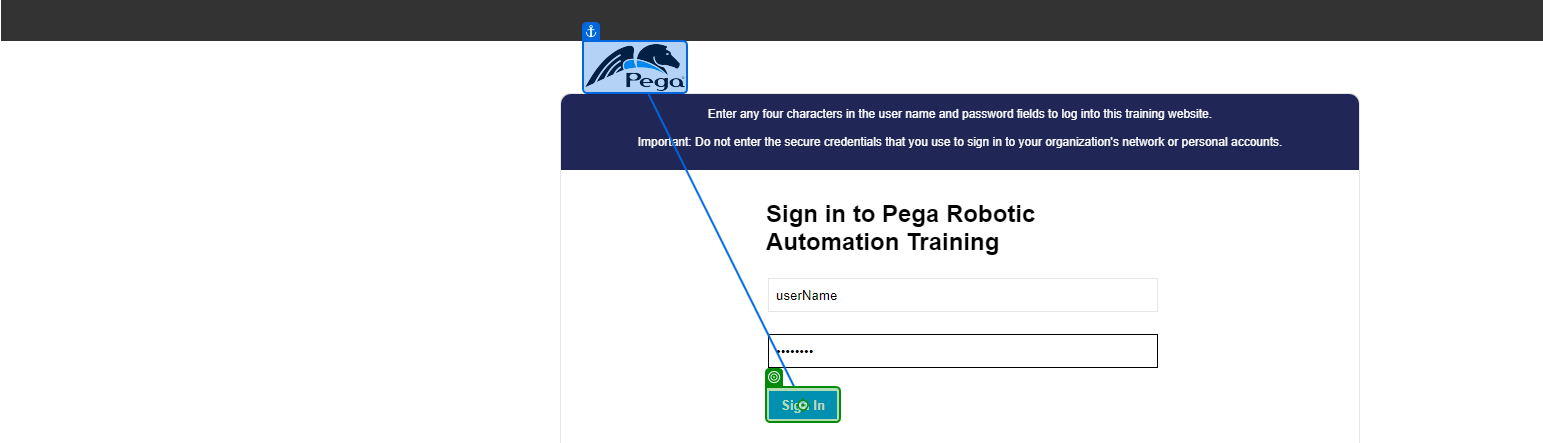 Pega
Enter any four characters in the user name and password fields to log into this training website.
Important: Do not enter the secure credentials that you use to sign in to your organization's network or personal accounts.
Sign in to Pega Robotic
Automation Training
userName
••••••••
Sign In